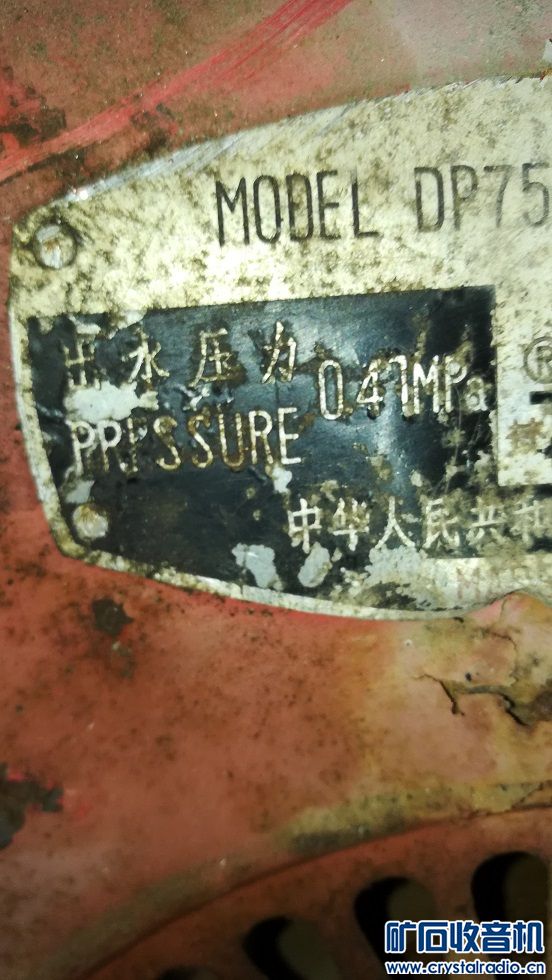 MODEL DP75
出水压力 0.41MPa
PRESSURE
®
中华人民共和
矿石收音机
www.crystalradio.cn